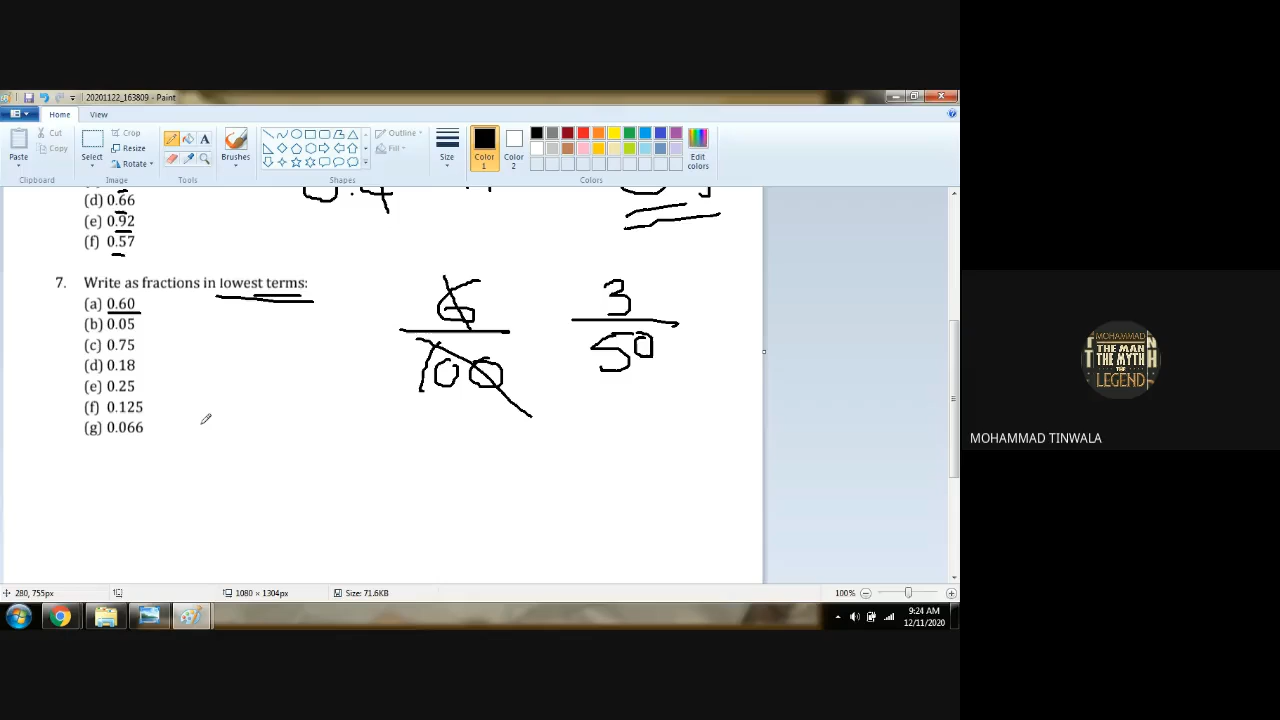 20201122_163809 - Paint
Home View
Paste
Cut
Copy
Select
Crop
Resize
Rotate
A
Brushes
Outline
Fill
Size
Color 1
Color 2
Edit colors
Clipboard Image Tools Shapes Colors
(d) 0.66
(e) 0.92
(f) 0.57
0.4
7. Write as fractions in lowest terms:
(a) 0.60
(b) 0.05
(c) 0.75
(d) 0.18
(e) 0.25
(f) 0.125
(g) 0.066
6
100
3
50
MOHAMMAD
THE MAN
THE MYTH
THE
LEGEND
MOHAMMAD TINWALA
280, 755px 1080 × 1304px Size: 71.6KB 100%
9:24 AM
12/11/2020